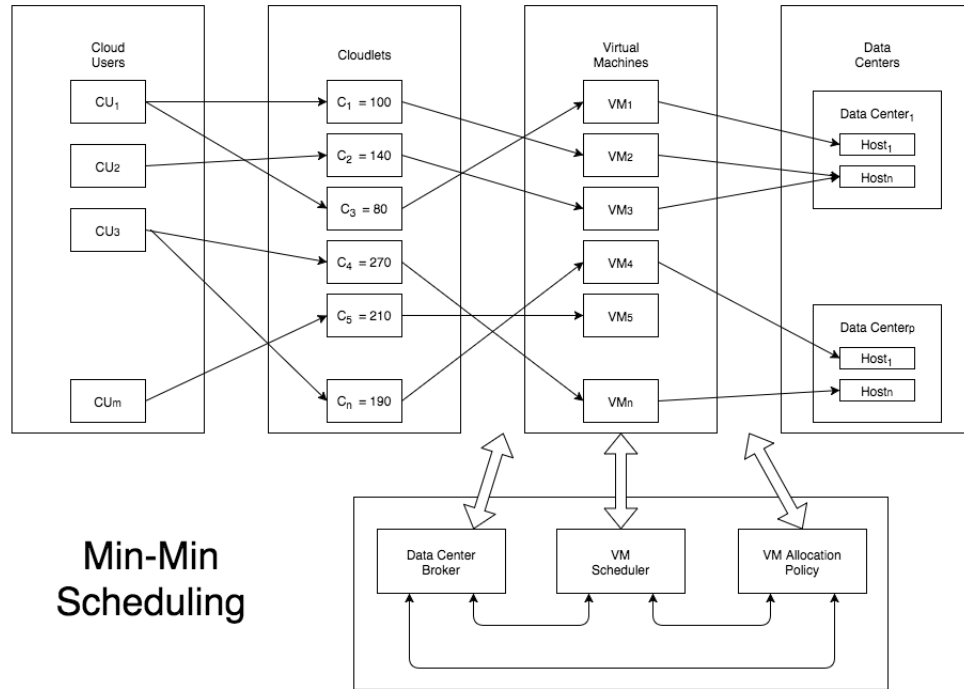 Cloud
Users
CU1
CU2
CU3
CUm
Cloudlets
C1 = 100
C2 = 140
C3 = 80
C4 = 270
C5 = 210
Cn = 190
Virtual
Machines
VM1
VM2
VM3
VM4
VM5
VMn
Data
Centers
Data Center1
Host1
Hostn
Data Centerp
Host1
Hostn
Min-Min
Scheduling
Data Center
Broker
VM
Scheduler
VM Allocation
Policy